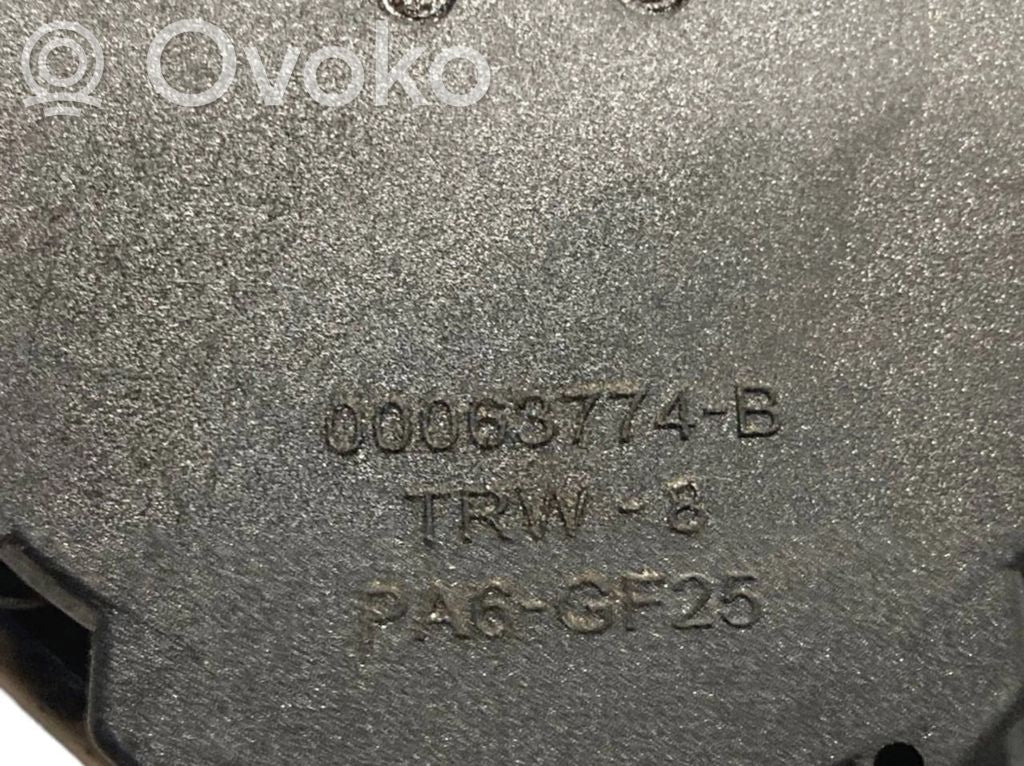 Ovoko
00063774-B
TRW - 8
PA6-GF25